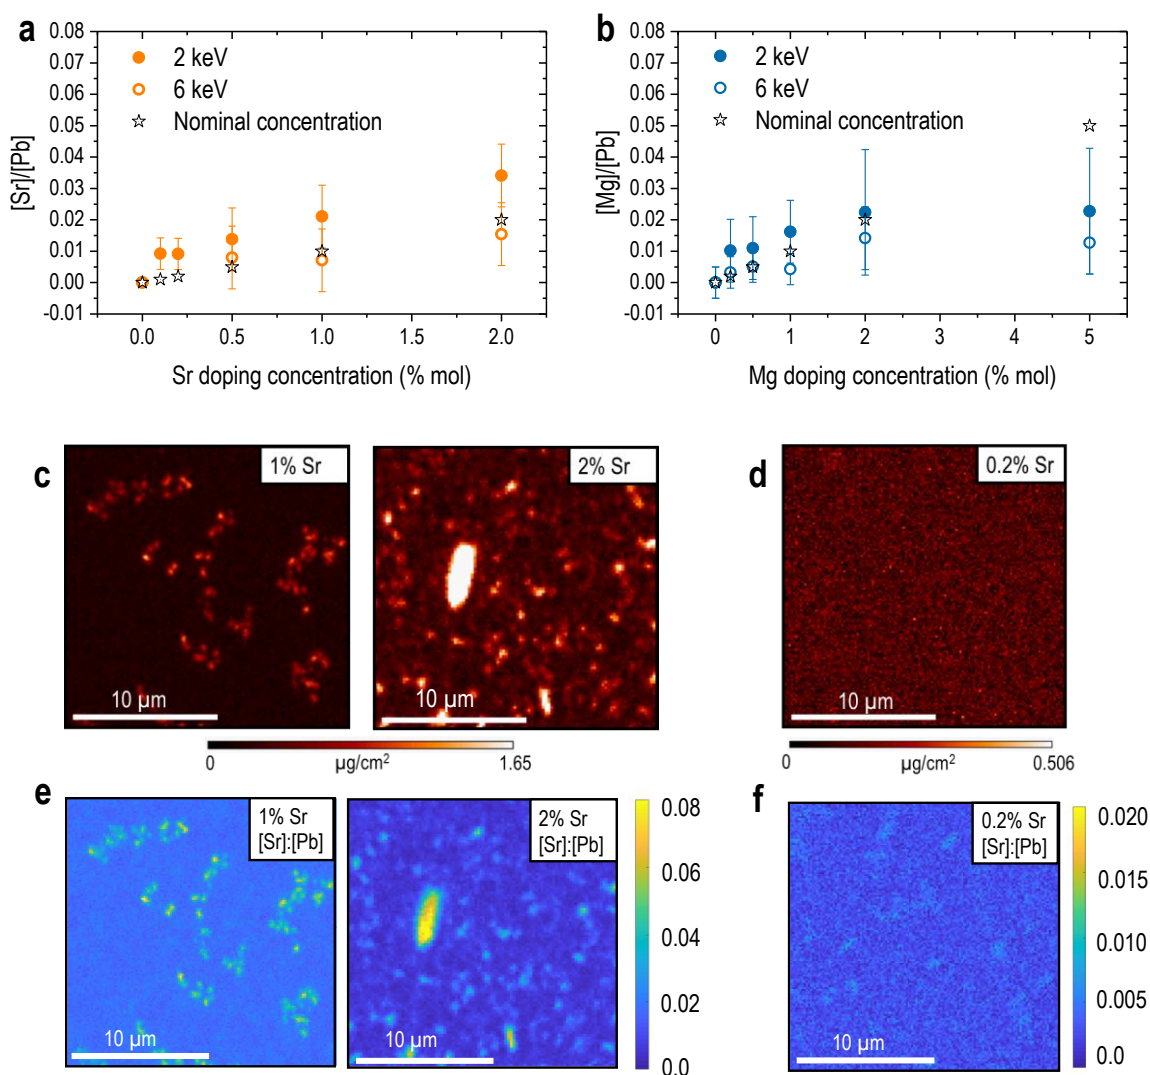 a
0.08
0.07
0.06
0.05
0.04
0.03
0.02
0.01
0.00
-0.01
[Sr]/[Pb]
2 keV
6 keV
Nominal concentration
0.0
0.5
1.0
1.5
2.0
Sr doping concentration (% mol)
b
0.08
0.07
0.06
0.05
0.04
0.03
0.02
0.01
0.00
-0.01
[Mg]/[Pb]
2 keV
6 keV
Nominal concentration
0
1
2
3
4
5
Mg doping concentration (% mol)
c
1% Sr
10 µm
2% Sr
10 µm
0
µg/cm²
1.65
d
0.2% Sr
10 µm
0
µg/cm²
0.506
e
1% Sr
[Sr]:[Pb]
10 µm
2% Sr
[Sr]:[Pb]
10 µm
0.08
0.06
0.04
0.02
0.0
f
0.2% Sr
[Sr]:[Pb]
10 µm
0.020
0.015
0.010
0.005
0.0